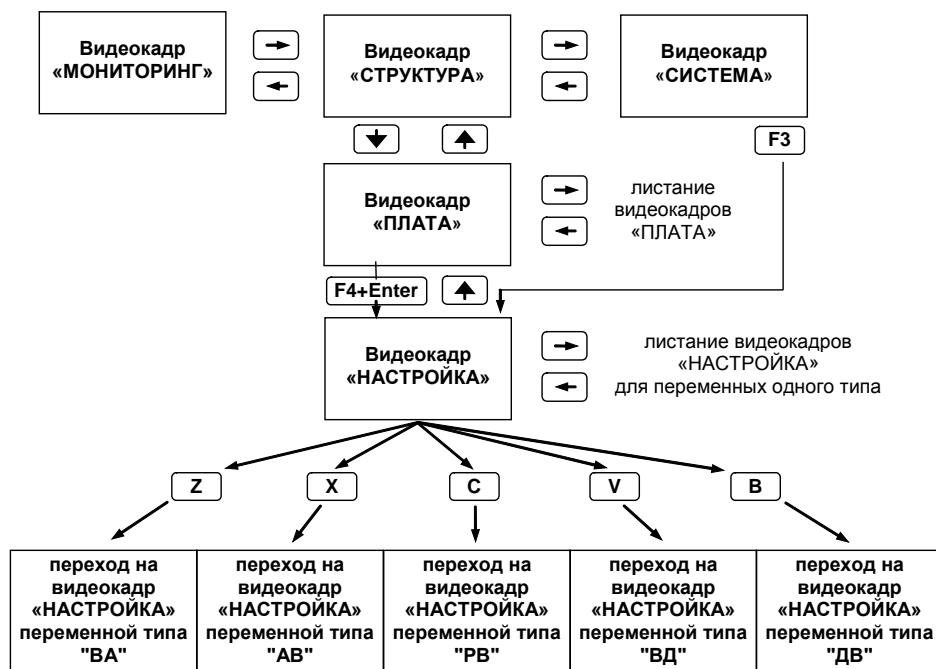 Видеокадр
«МОНИТОРИНГ»
Видеокадр
«СТРУКТУРА»
Видеокадр
«СИСТЕМА»
F3
Видеокадр
«ПЛАТА»
листание
видеокадров
«ПЛАТА»
F4+Enter
Видеокадр
«НАСТРОЙКА»
листание видеокадров
«НАСТРОЙКА»
для переменных одного типа
Z
X
C
V
B
переход на
видеокадр
«НАСТРОЙКА»
переменной типа
"ВА"
переход на
видеокадр
«НАСТРОЙКА»
переменной типа
"АВ"
переход на
видеокадр
«НАСТРОЙКА»
переменной типа
"РВ"
переход на
видеокадр
«НАСТРОЙКА»
переменной типа
"ВД"
переход на
видеокадр
«НАСТРОЙКА»
переменной типа
"ДВ"